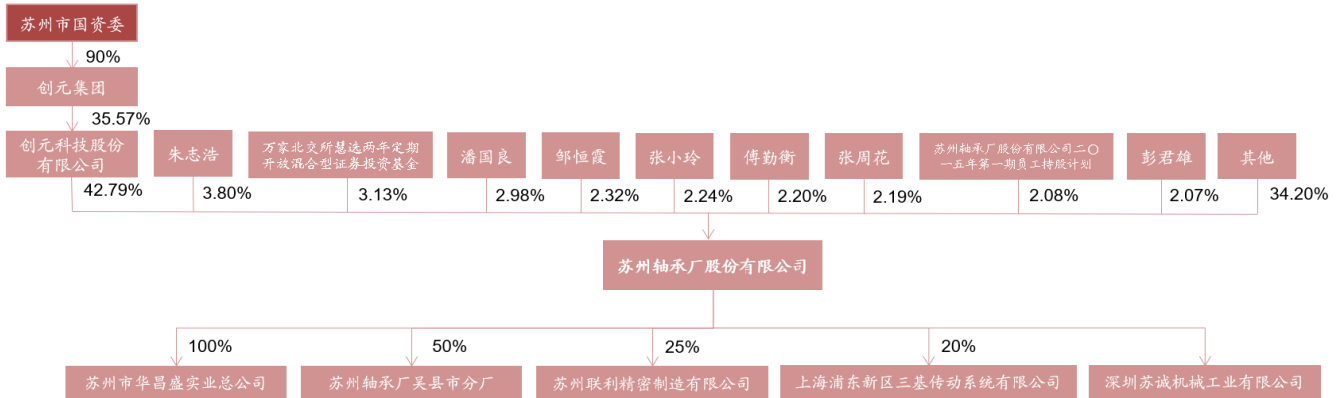 苏州市国资委
90%
创元集团
35.57%
创元科技股份
有限公司
朱志浩
万家北交所慧选两年定期
开放混合型证券投资基金
潘国良
邹恒霞
张小玲
傅勤衡
张周花
苏州轴承厂股份有限公司二〇
一五年第一期员工持股计划
彭君雄
其他
42.79%
3.80%
3.13%
2.98%
2.32%
2.24%
2.20%
2.19%
2.08%
2.07%
34.20%
苏州轴承厂股份有限公司
100%
50%
25%
20%
苏州市华昌盛实业总公司
苏州轴承厂吴县市分厂
苏州联利精密制造有限公司
上海浦东新区三基传动系统有限公司
深圳苏诚机械工业有限公司